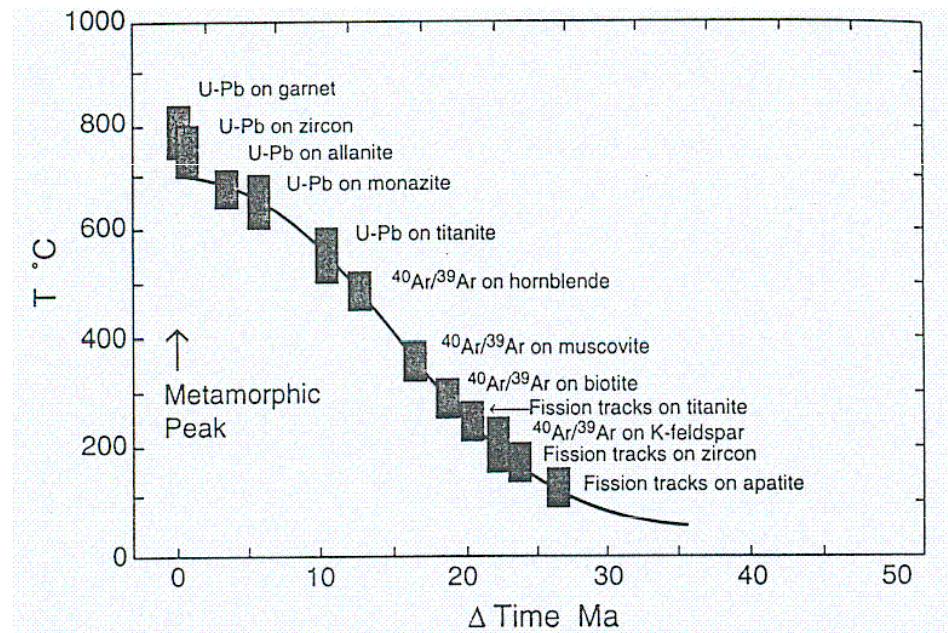 1000
800
600
400
200
0
T °C
U-Pb on garnet
U-Pb on zircon
U-Pb on allanite
U-Pb on monazite
U-Pb on titanite
⁴⁰Ar/³⁹Ar on hornblende
⁴⁰Ar/³⁹Ar on muscovite
⁴⁰Ar/³⁹Ar on biotite
Fission tracks on titanite
⁴⁰Ar/³⁹Ar on K-feldspar
Fission tracks on zircon
Fission tracks on apatite
Metamorphic
Peak
0 10 20 30 40 50
Δ Time Ma